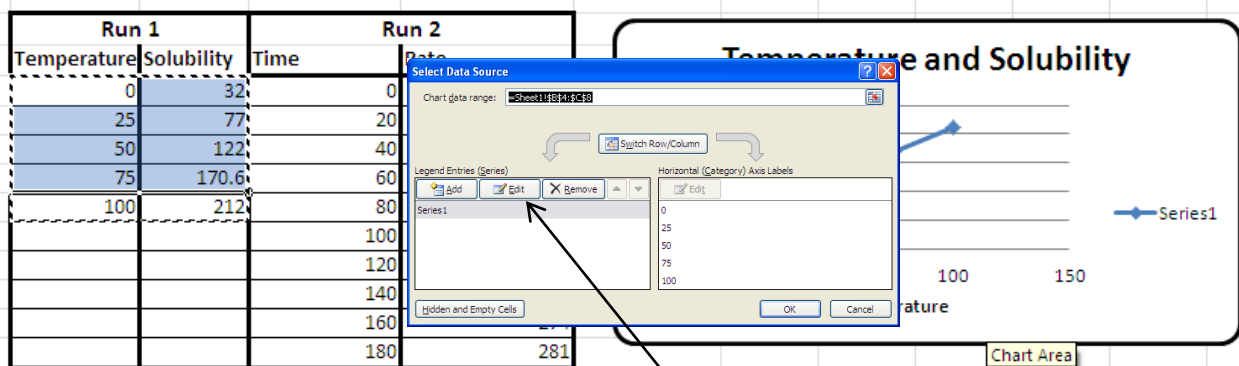 Run 1 Run 2
Temperature Solubility Time Rate
0 32 0
25 77 20
50 122 40
75 170.6 60
100 212 80
100
120
140
160
180 281
Temperature and Solubility
Select Data Source
Chart data range: =Sheet1!$B$4:$C$8
Switch Row/Column
Legend Entries (Series) Horizontal (Category) Axis Labels
Add Edit Remove Edit
Series1 0
25
50
75
100
Hidden and Empty Cells OK Cancel
Series1
100 150
rature
Chart Area